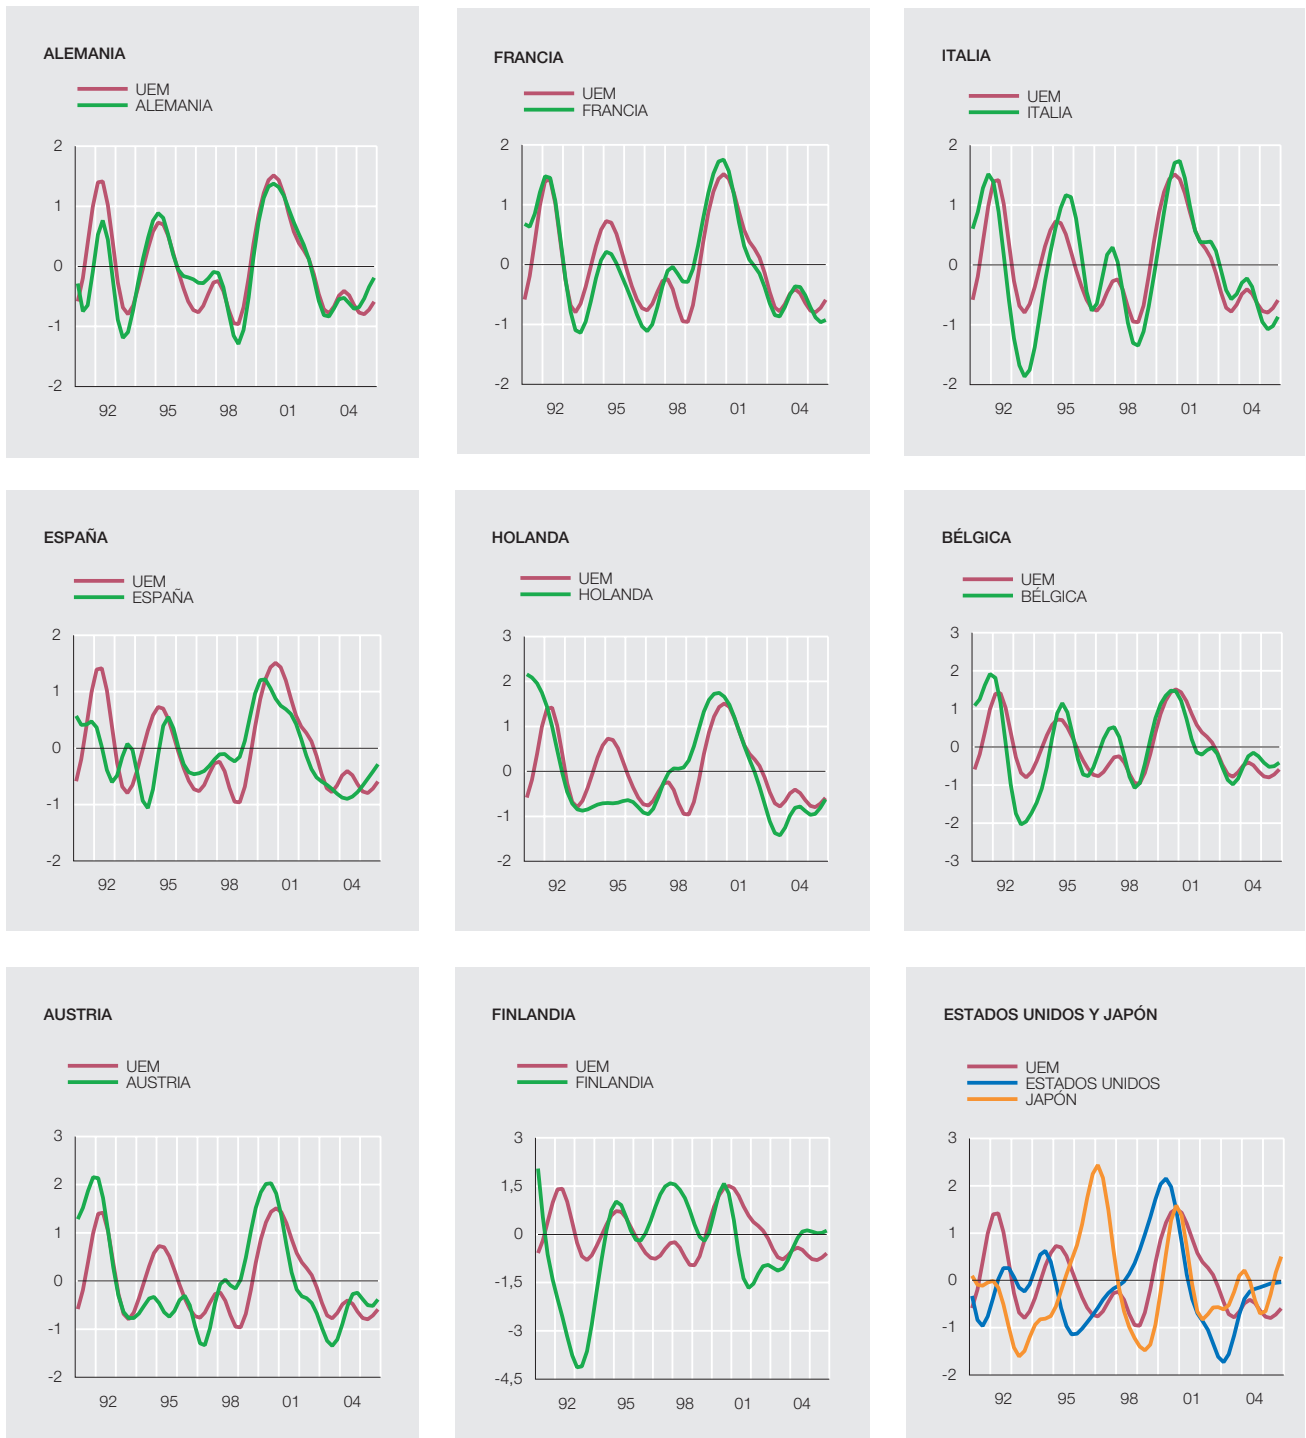 ALEMANIA
UEM
ALEMANIA
2
1
0
-1
-2
92 95 98 01 04
FRANCIA
UEM
FRANCIA
2
1
0
-1
-2
92 95 98 01 04
ITALIA
UEM
ITALIA
2
1
0
-1
-2
92 95 98 01 04
ESPAÑA
UEM
ESPAÑA
2
1
0
-1
-2
92 95 98 01 04
HOLANDA
UEM
HOLANDA
3
2
1
0
-1
-2
92 95 98 01 04
BÉLGICA
UEM
BÉLGICA
3
2
1
0
-1
-2
-3
92 95 98 01 04
AUSTRIA
UEM
AUSTRIA
3
2
1
0
-1
-2
92 95 98 01 04
FINLANDIA
UEM
FINLANDIA
3
1,5
0
-1,5
-3
-4,5
92 95 98 01 04
ESTADOS UNIDOS Y JAPÓN
UEM
ESTADOS UNIDOS
JAPÓN
3
2
1
0
-1
-2
92 95 98 01 04